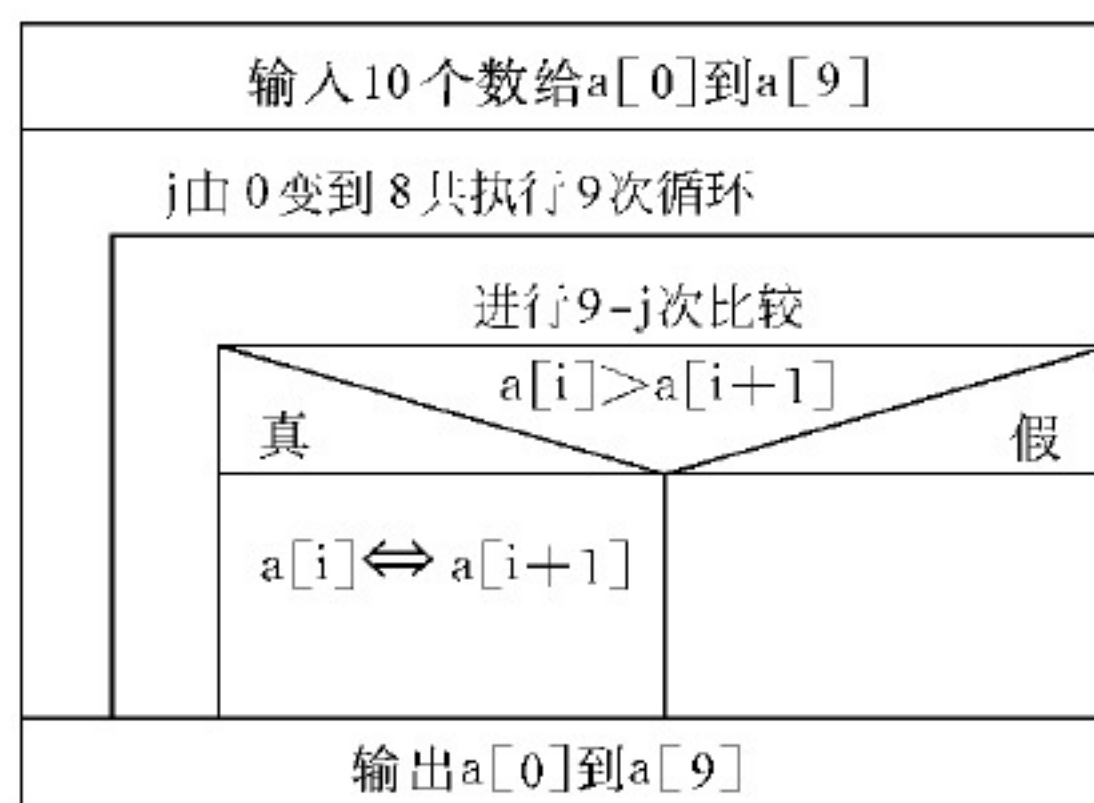 输入10个数给a[0]到a[9]
j由0变到8共执行9次循环
进行9-j次比较
a[i]>a[i+1]
真 假
a[i]⇔a[i+1]
输出a[0]到a[9]